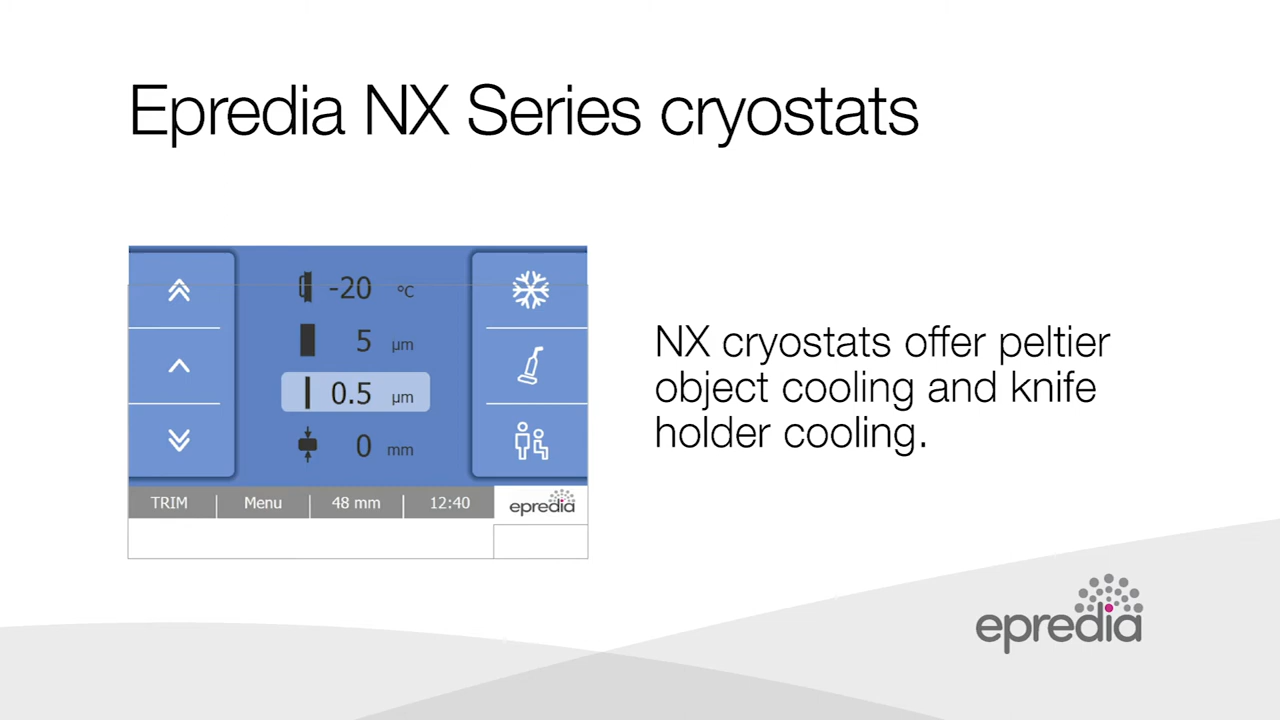 Epredia NX Series cryostats
-20 °C
5 µm
0.5 µm
0 mm
TRIM Menu 48 mm 12:40 epredia
NX cryostats offer peltier
object cooling and knife
holder cooling.
epredia